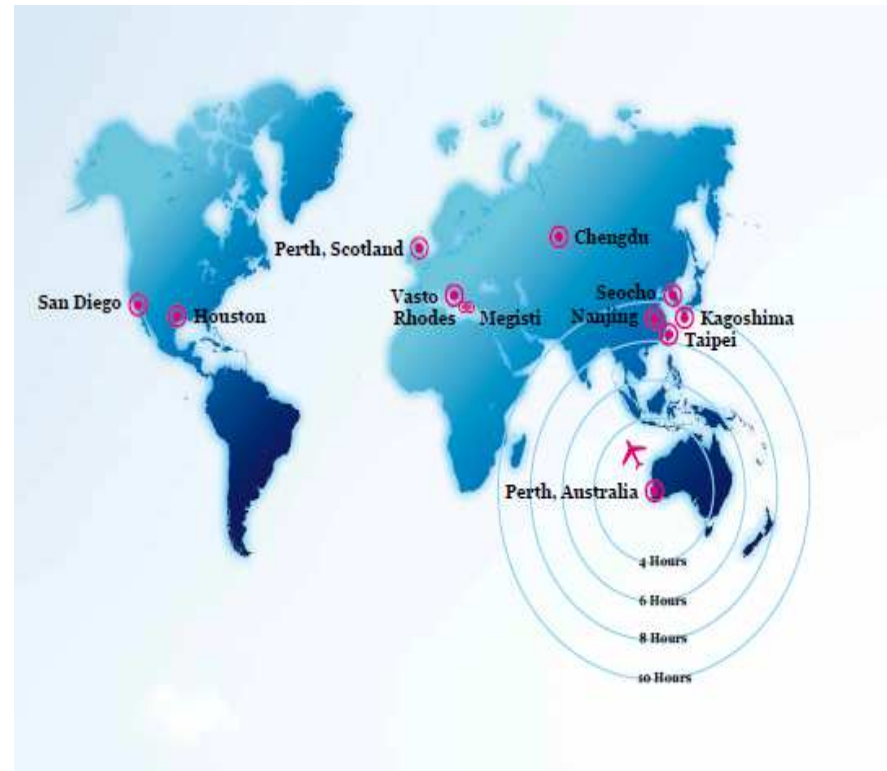 Chengdu
Perth, Scotland
San Diego
Houston
Vasto
Rhodes
Megisti
Seocho
Nanjing
Kagoshima
Taipei
Perth, Australia
4 Hours
6 Hours
8 Hours
10 Hours